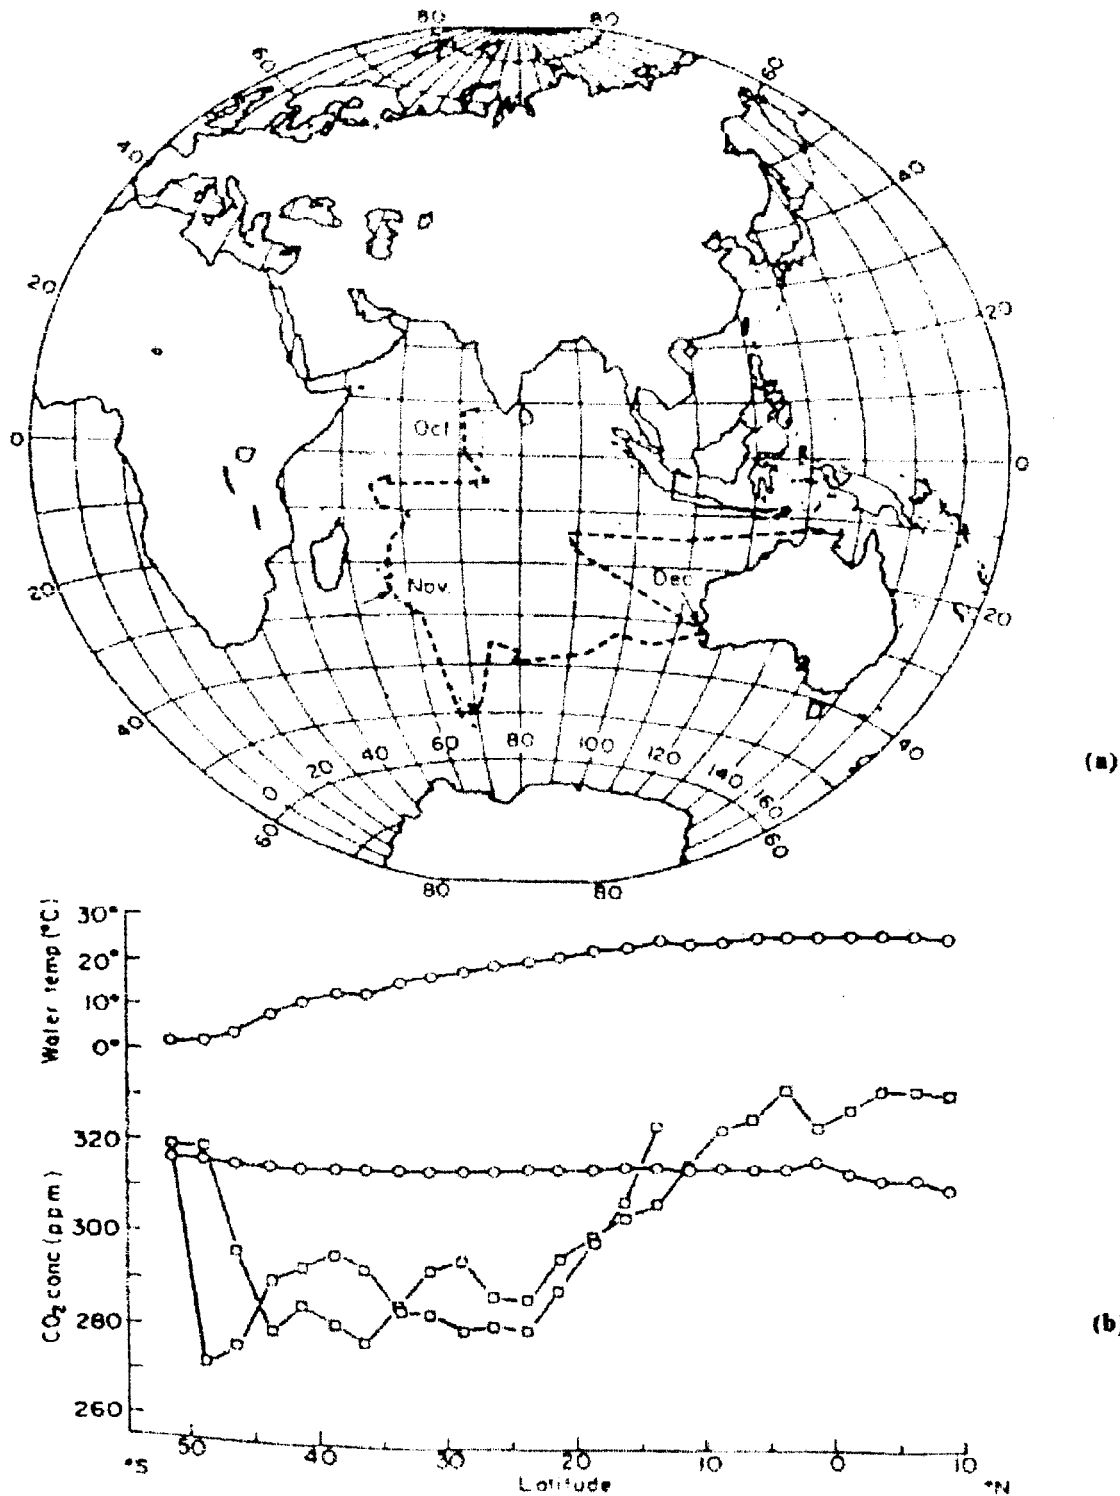 80 80
60 60
40 40
20 20
0 0
Oct
Nov.
Dec
20 20
40 40
0 20 40 60 80 100 120 140 160
60 60
80 80
(a)
Water temp (°C)
30°
20°
10°
0°
CO₂ conc (ppm)
320
300
280
260
(b)
50 40 30 20 10 0 10
°S Latitude °N